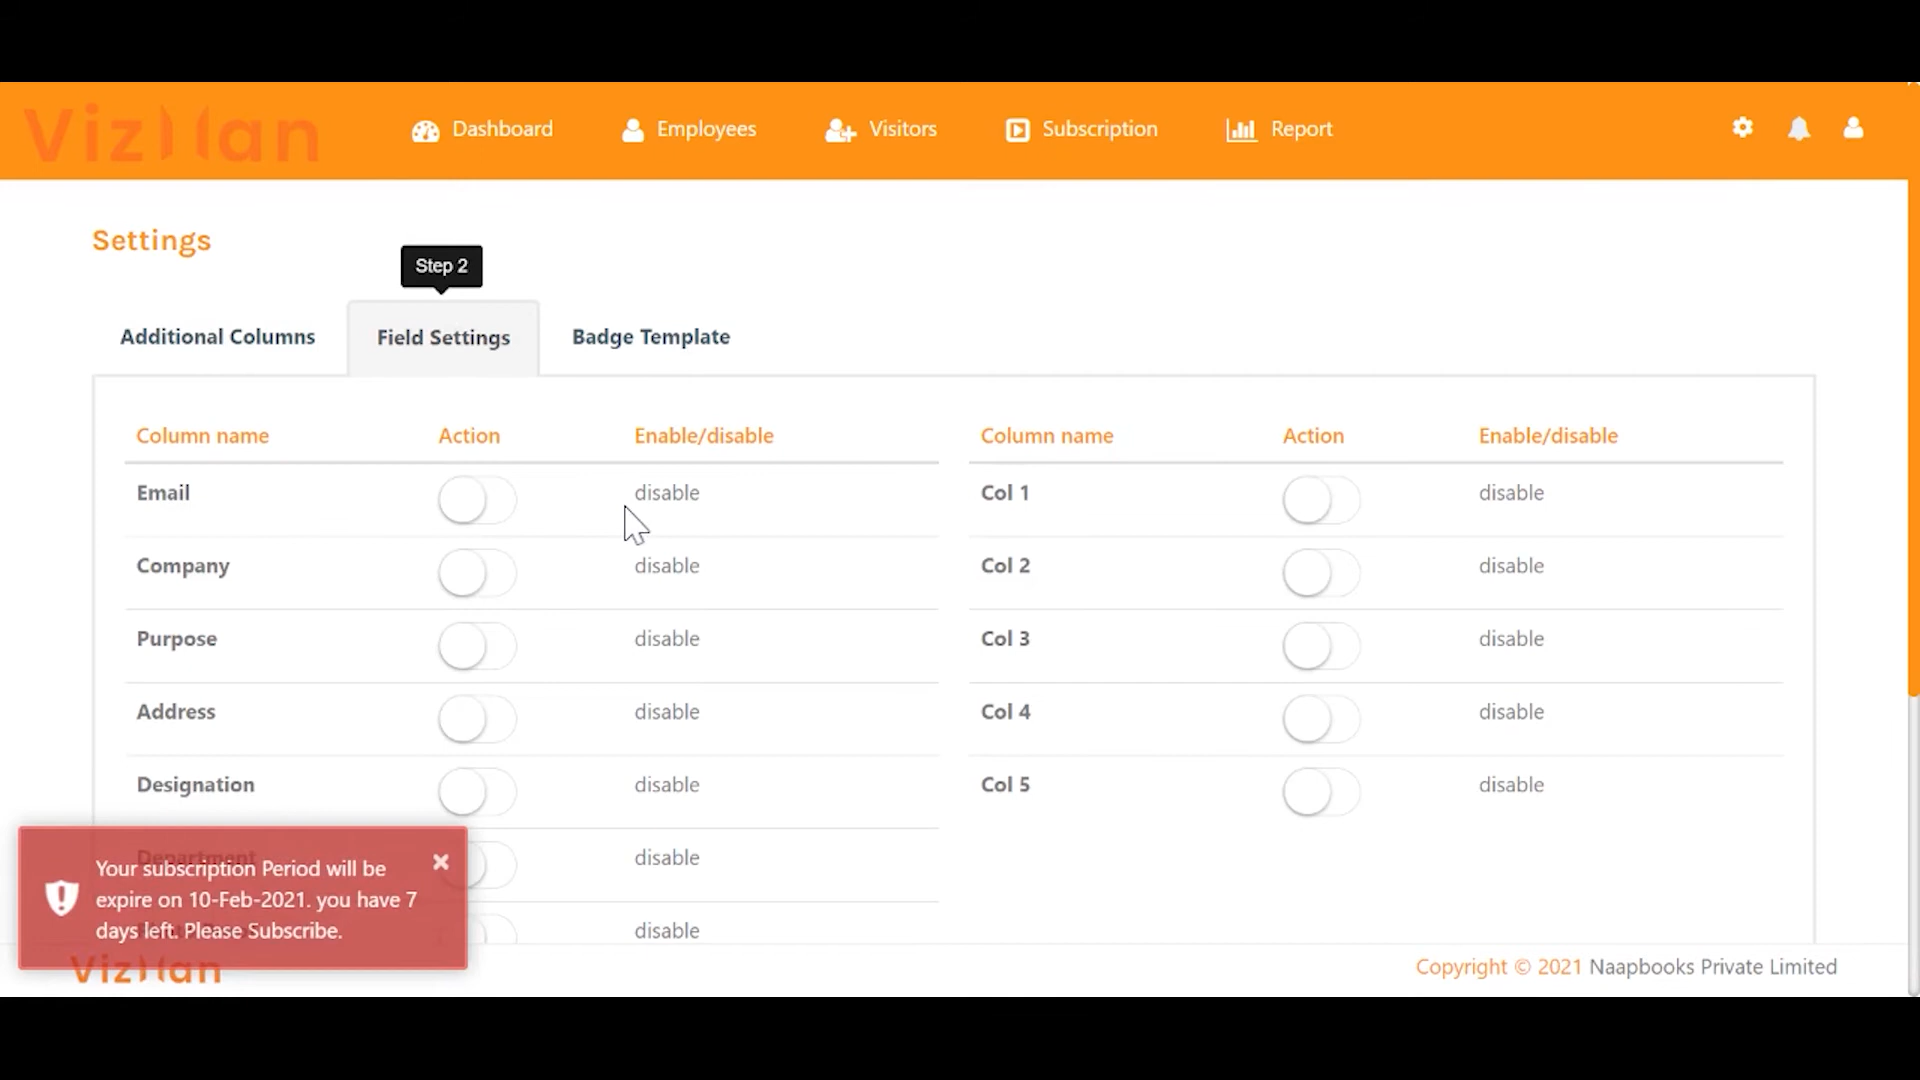 VizMan
Dashboard
Employees
Visitors
Subscription
Report
Settings
Step 2
Additional Columns
Field Settings
Badge Template
Column name Action Enable/disable
Column name Action Enable/disable
Email disable
Col 1 disable
Company disable
Col 2 disable
Purpose disable
Col 3 disable
Address disable
Col 4 disable
Designation disable
Col 5 disable
Department disable
disable
Your subscription Period will be
expire on 10-Feb-2021. you have 7
days left. Please Subscribe.
VizMan
Copyright © 2021 Naapbooks Private Limited